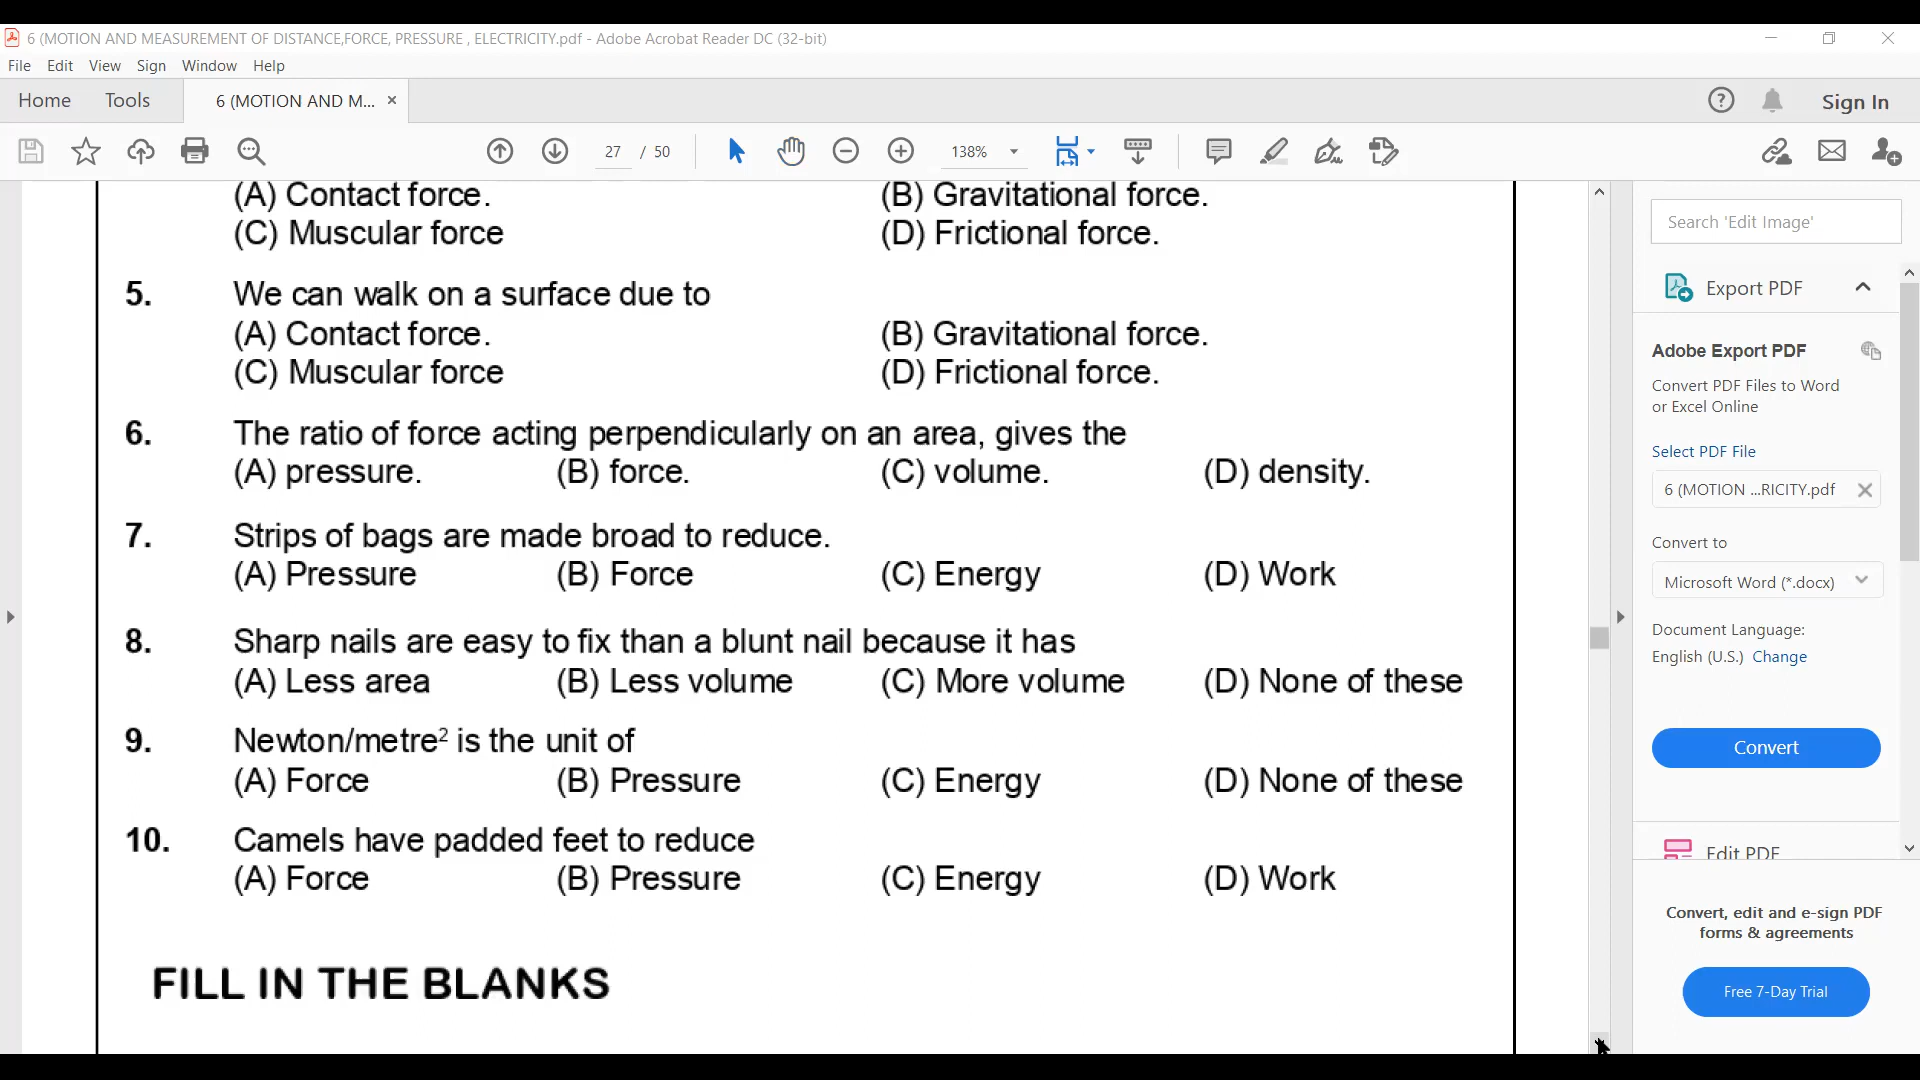 6 (MOTION AND MEASUREMENT OF DISTANCE,FORCE, PRESSURE , ELECTRICITY.pdf - Adobe Acrobat Reader DC (32-bit)
File Edit View Sign Window Help
Home Tools 6 (MOTION AND M... × Sign In
27 / 50 138%
(A) Contact force. (B) Gravitational force.
(C) Muscular force (D) Frictional force.
5. We can walk on a surface due to
(A) Contact force. (B) Gravitational force.
(C) Muscular force (D) Frictional force.
6. The ratio of force acting perpendicularly on an area, gives the
(A) pressure. (B) force. (C) volume. (D) density.
7. Strips of bags are made broad to reduce.
(A) Pressure (B) Force (C) Energy (D) Work
8. Sharp nails are easy to fix than a blunt nail because it has
(A) Less area (B) Less volume (C) More volume (D) None of these
9. Newton/metre² is the unit of
(A) Force (B) Pressure (C) Energy (D) None of these
10. Camels have padded feet to reduce
(A) Force (B) Pressure (C) Energy (D) Work
FILL IN THE BLANKS
Search 'Edit Image'
Export PDF
Adobe Export PDF
Convert PDF Files to Word
or Excel Online
Select PDF File
6 (MOTION ...RICITY.pdf
Convert to
Microsoft Word (*.docx)
Document Language:
English (U.S.) Change
Convert
Edit PDF
Convert, edit and e-sign PDF
forms & agreements
Free 7-Day Trial